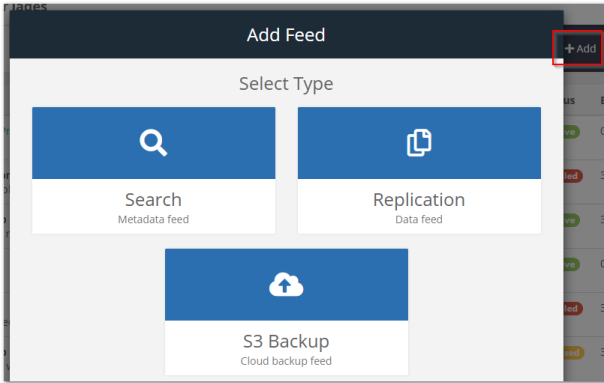 Add Feed
+ Add
Select Type
Search
Metadata feed
Replication
Data feed
S3 Backup
Cloud backup feed